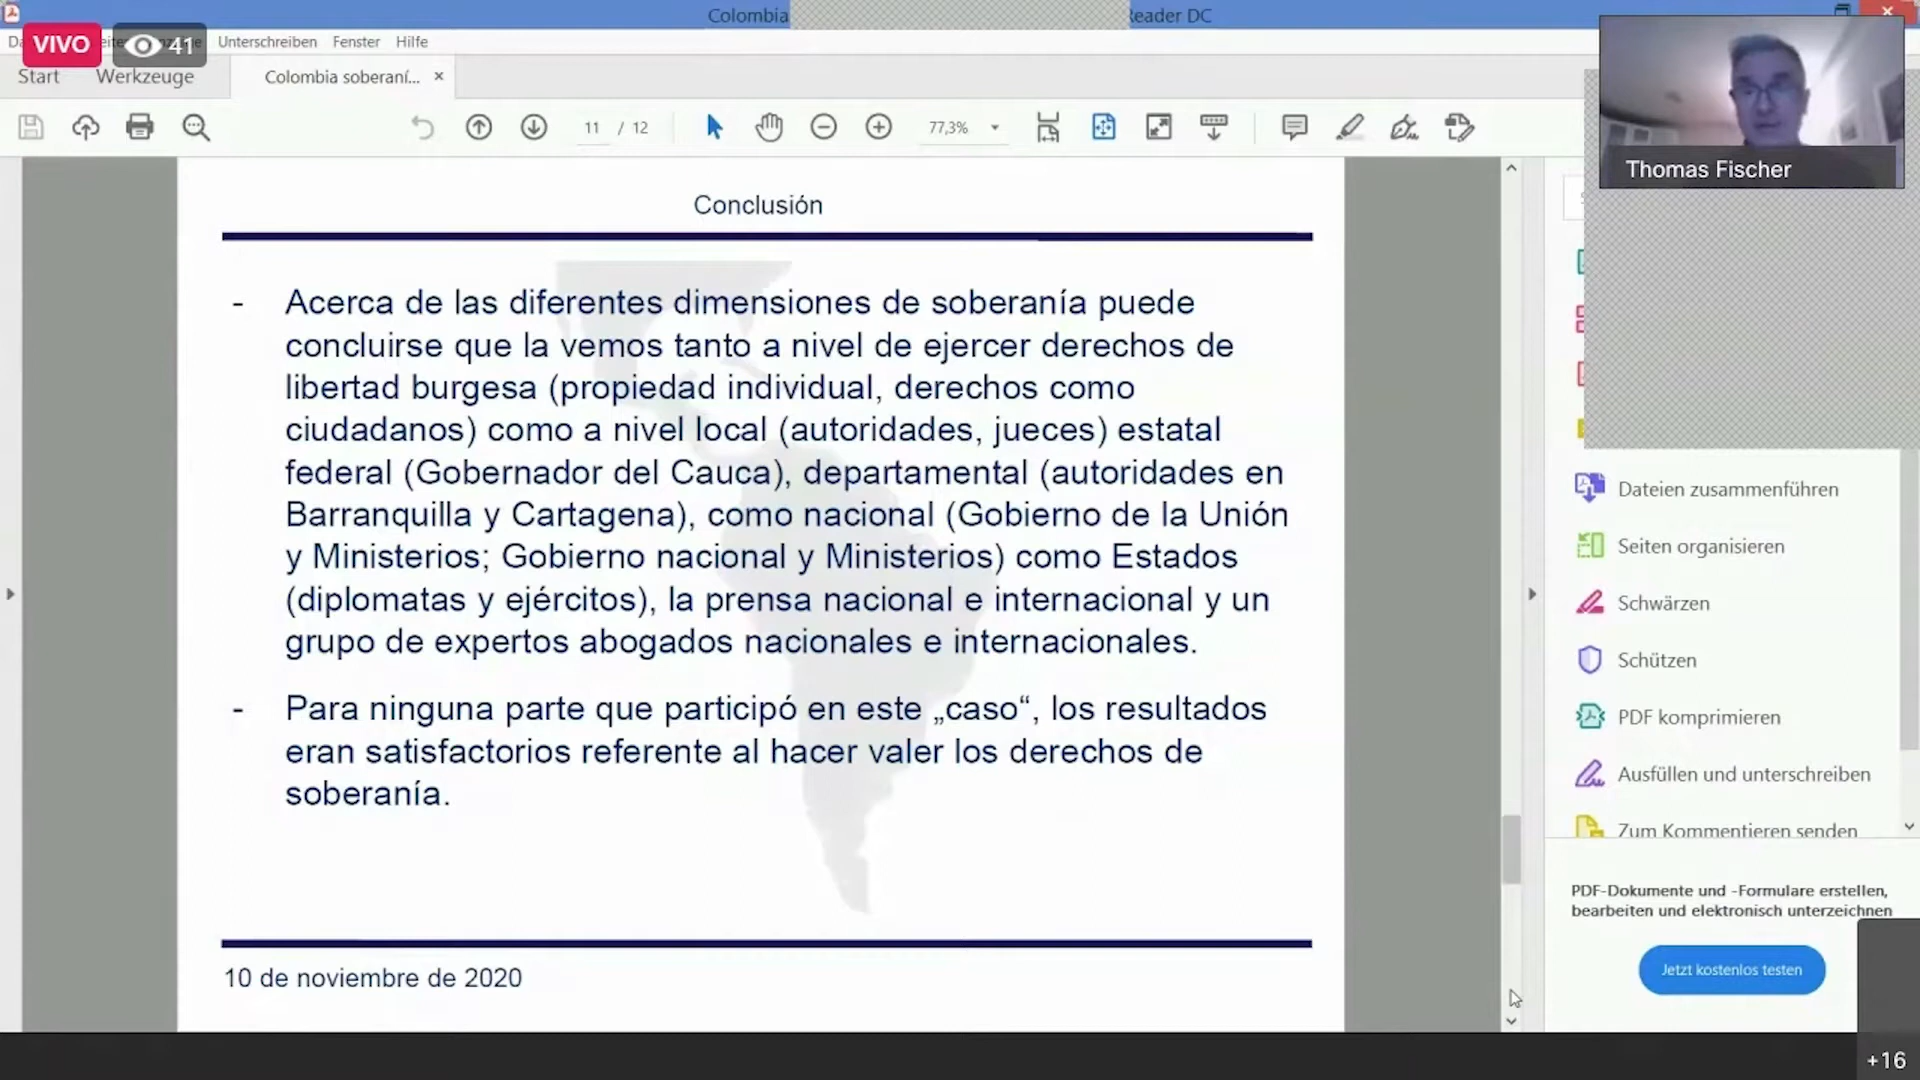 Colombia
Reader DC
VIVO
41
Unterschreiben
Fenster
Hilfe
Start
Werkzeuge
Colombia soberaní...
11 / 12
77,3%
Thomas Fischer
Conclusión
- Acerca de las diferentes dimensiones de soberanía puede
concluirse que la vemos tanto a nivel de ejercer derechos de
libertad burgesa (propiedad individual, derechos como
ciudadanos) como a nivel local (autoridades, jueces) estatal
federal (Gobernador del Cauca), departamental (autoridades en
Barranquilla y Cartagena), como nacional (Gobierno de la Unión
y Ministerios; Gobierno nacional y Ministerios) como Estados
(diplomatas y ejércitos), la prensa nacional e internacional y un
grupo de expertos abogados nacionales e internacionales.
- Para ninguna parte que participó en este „caso“, los resultados
eran satisfactorios referente al hacer valer los derechos de
soberanía.
10 de noviembre de 2020
Dateien zusammenführen
Seiten organisieren
Schwärzen
Schützen
PDF komprimieren
Ausfüllen und unterschreiben
Zum Kommentieren senden
PDF-Dokumente und -Formulare erstellen,
bearbeiten und elektronisch unterzeichnen
Jetzt kostenlos testen
+16